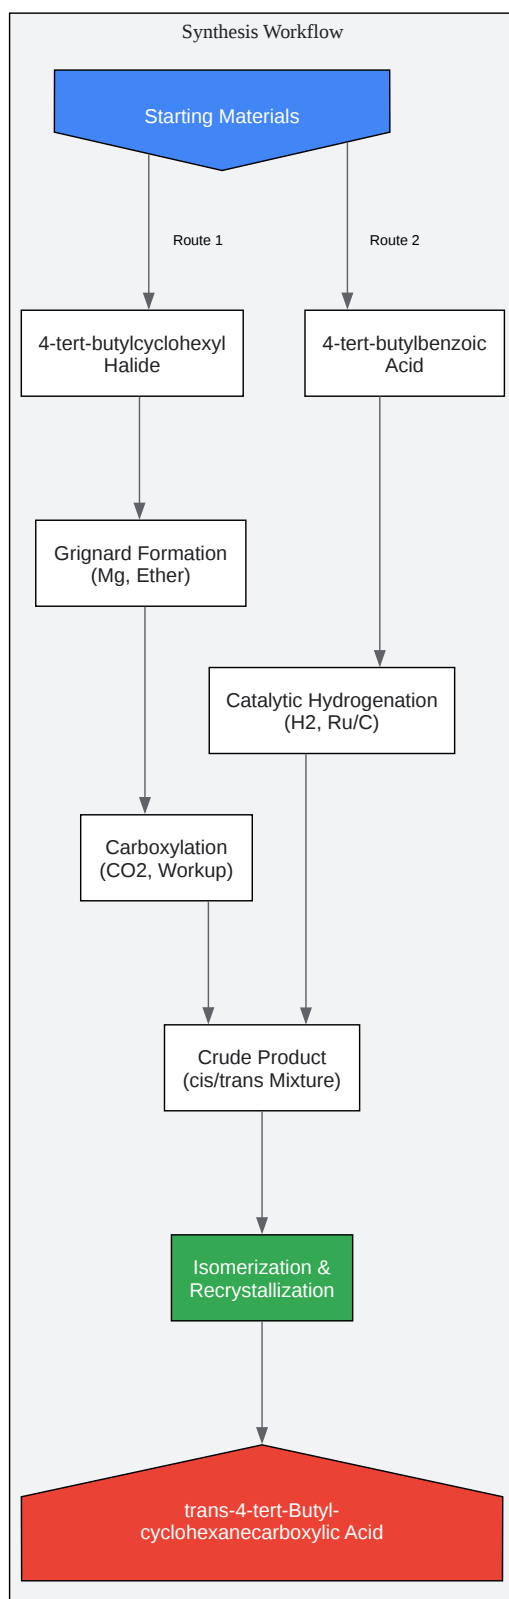 Synthesis Workflow
Starting Materials
Route 1
Route 2
4-tert-butylcyclohexyl
Halide
4-tert-butylbenzoic
Acid
Grignard Formation
(Mg, Ether)
Catalytic Hydrogenation
(H2, Ru/C)
Carboxylation
(CO2, Workup)
Crude Product
(cis/trans Mixture)
Isomerization &
Recrystallization
trans-4-tert-Butyl-
cyclohexanecarboxylic Acid